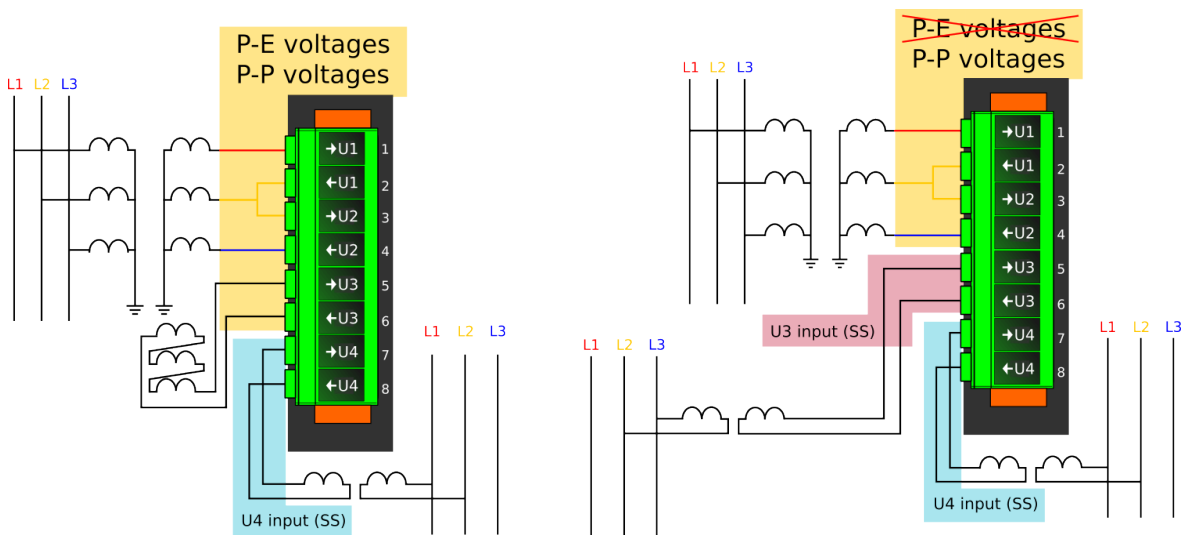 P-E voltages
P-P voltages
L1 L2 L3
→U1 1
←U1 2
→U2 3
←U2 4
→U3 5
←U3 6
→U4 7
←U4 8
L1 L2 L3
U4 input (SS)
P-E voltages
P-P voltages
L1 L2 L3
→U1 1
←U1 2
→U2 3
←U2 4
→U3 5
←U3 6
→U4 7
←U4 8
U3 input (SS)
L1 L2 L3
L1 L2 L3
U4 input (SS)